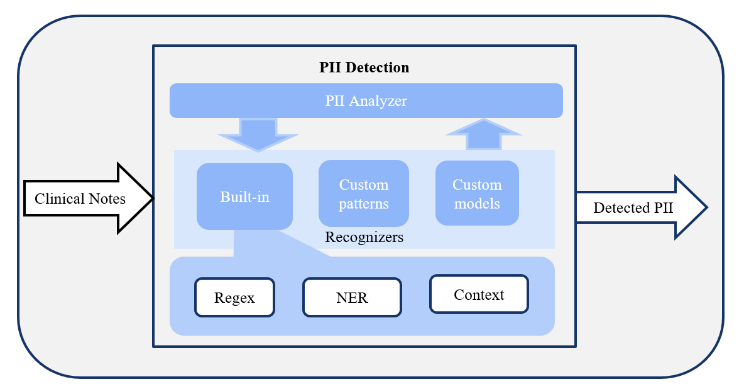 PII Detection
PII Analyzer
Clinical Notes
Built-in
Custom
patterns
Custom
models
Recognizers
Detected PII
Regex
NER
Context